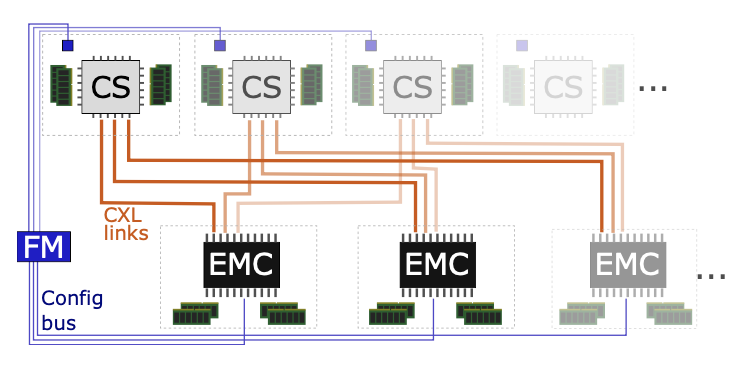 CS
CS
CS
CS
...
CXL
links
FM
EMC
EMC
EMC
...
Config
bus